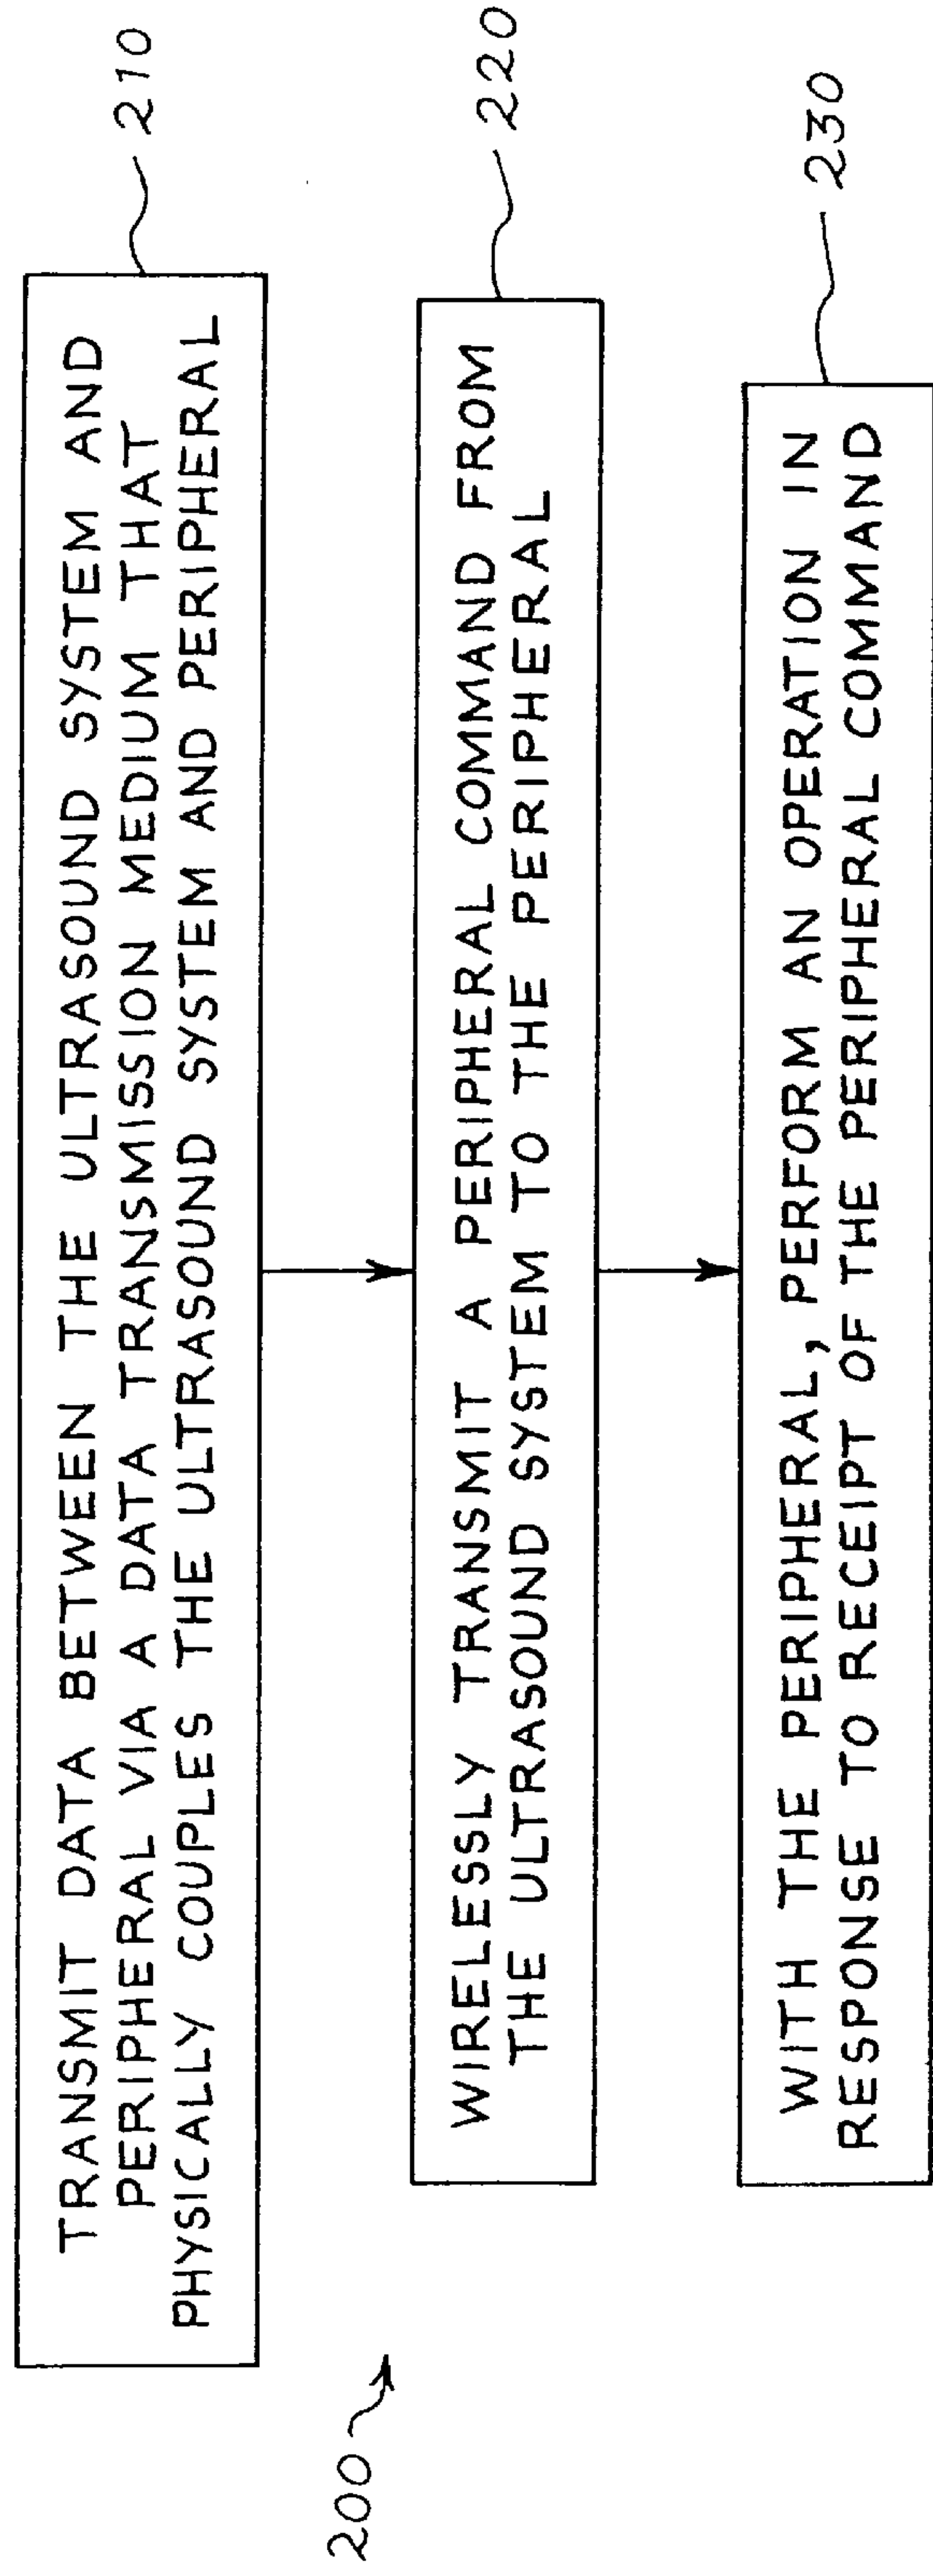 TRANSMIT DATA BETWEEN THE ULTRASOUND SYSTEM AND
PERIPHERAL VIA A DATA TRANSMISSION MEDIUM THAT
PHYSICALLY COUPLES THE ULTRASOUND SYSTEM AND PERIPHERAL
210
200
WIRELESSLY TRANSMIT A PERIPHERAL COMMAND FROM
THE ULTRASOUND SYSTEM TO THE PERIPHERAL
220
WITH THE PERIPHERAL, PERFORM AN OPERATION IN
RESPONSE TO RECEIPT OF THE PERIPHERAL COMMAND
230